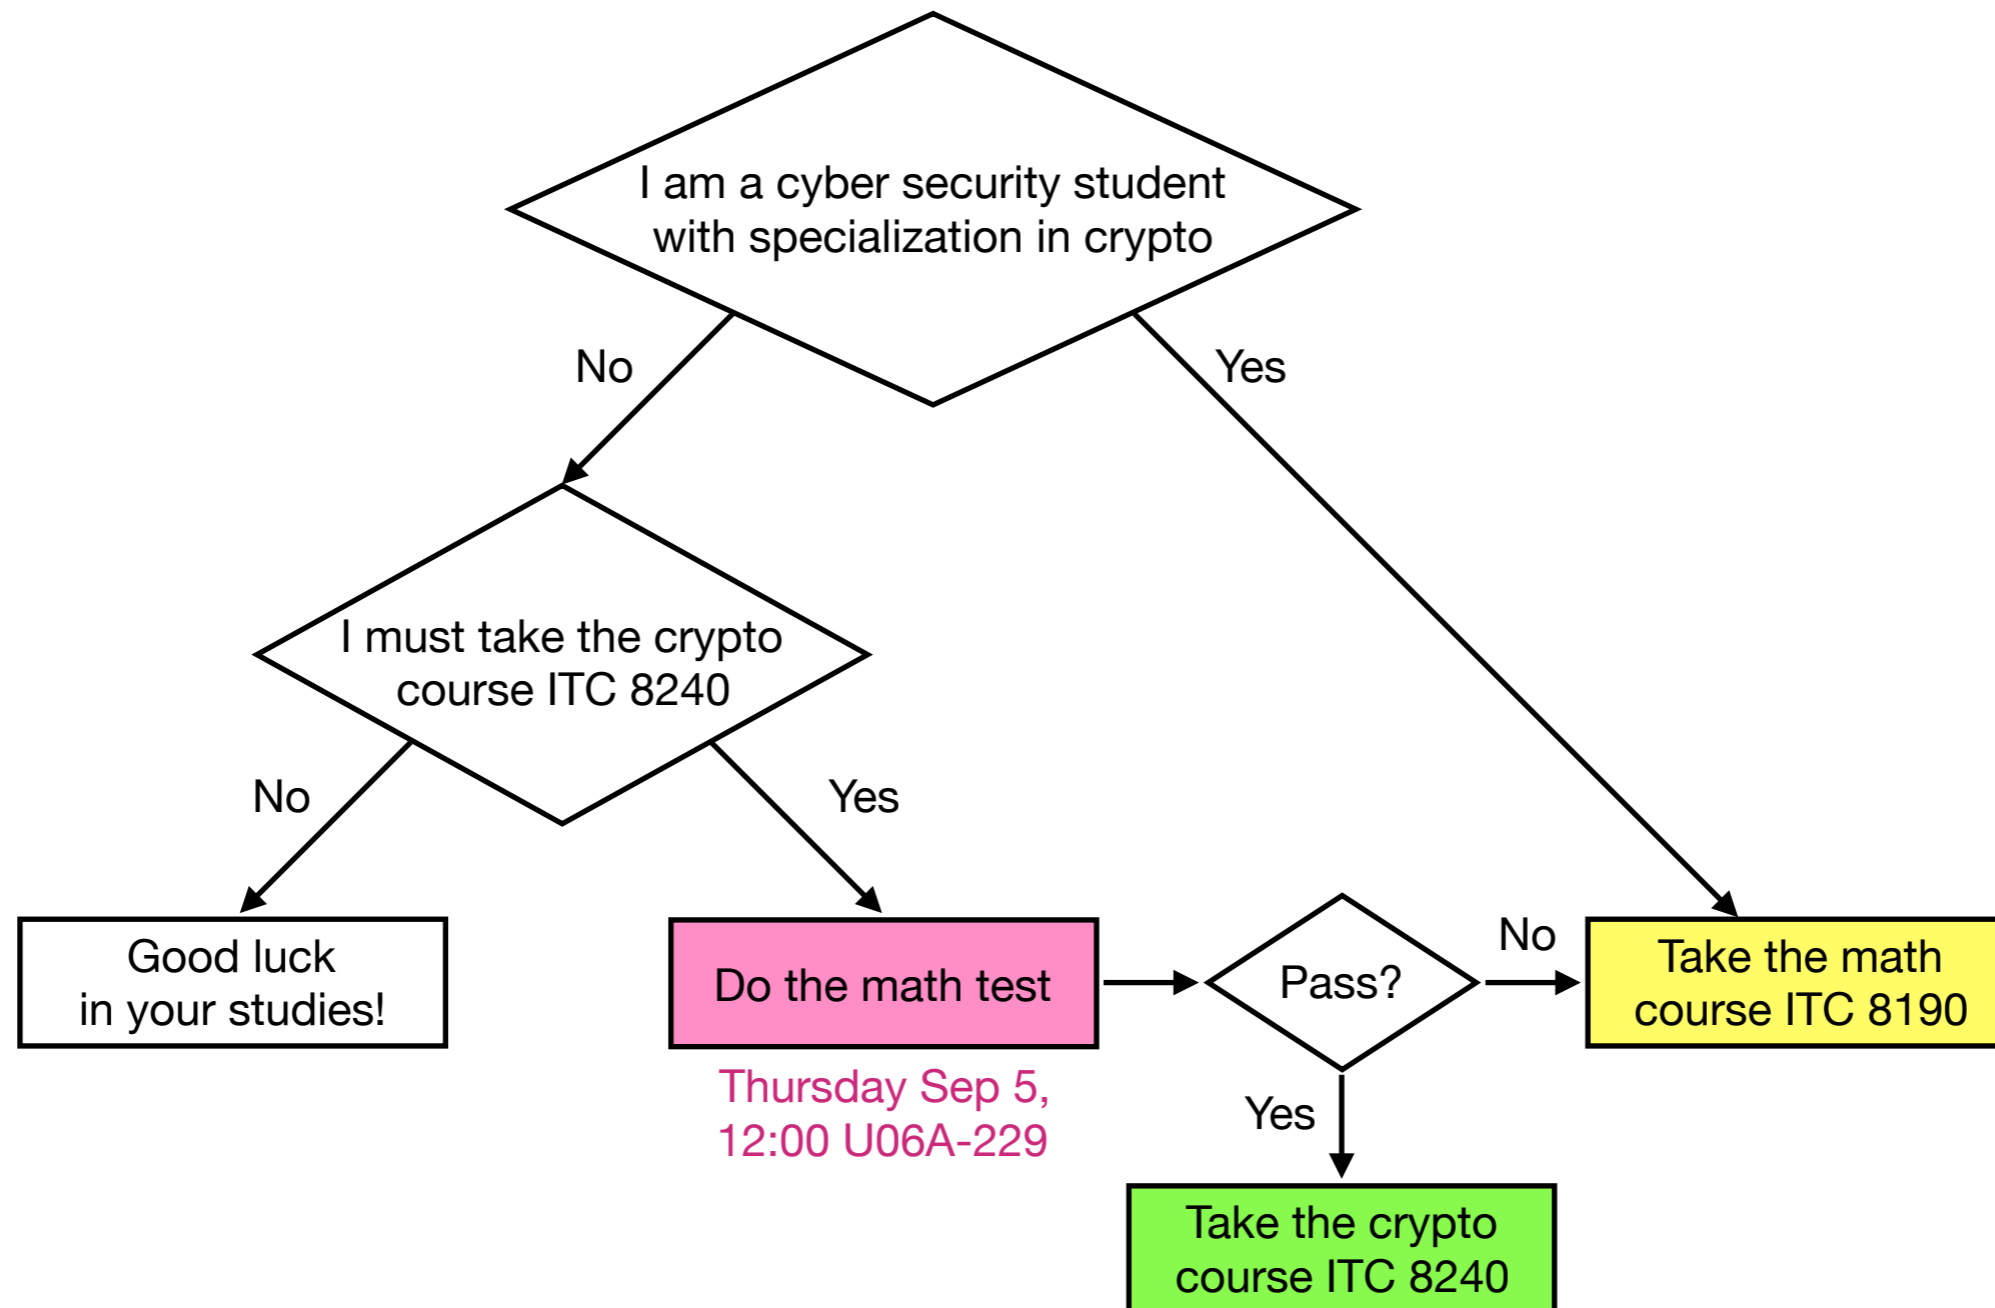 I am a cyber security student
with specialization in crypto
No
Yes
I must take the crypto
course ITC 8240
No
Yes
Good luck
in your studies!
Do the math test
Pass?
No
Take the math
course ITC 8190
Thursday Sep 5,
12:00 U06A-229
Yes
Take the crypto
course ITC 8240